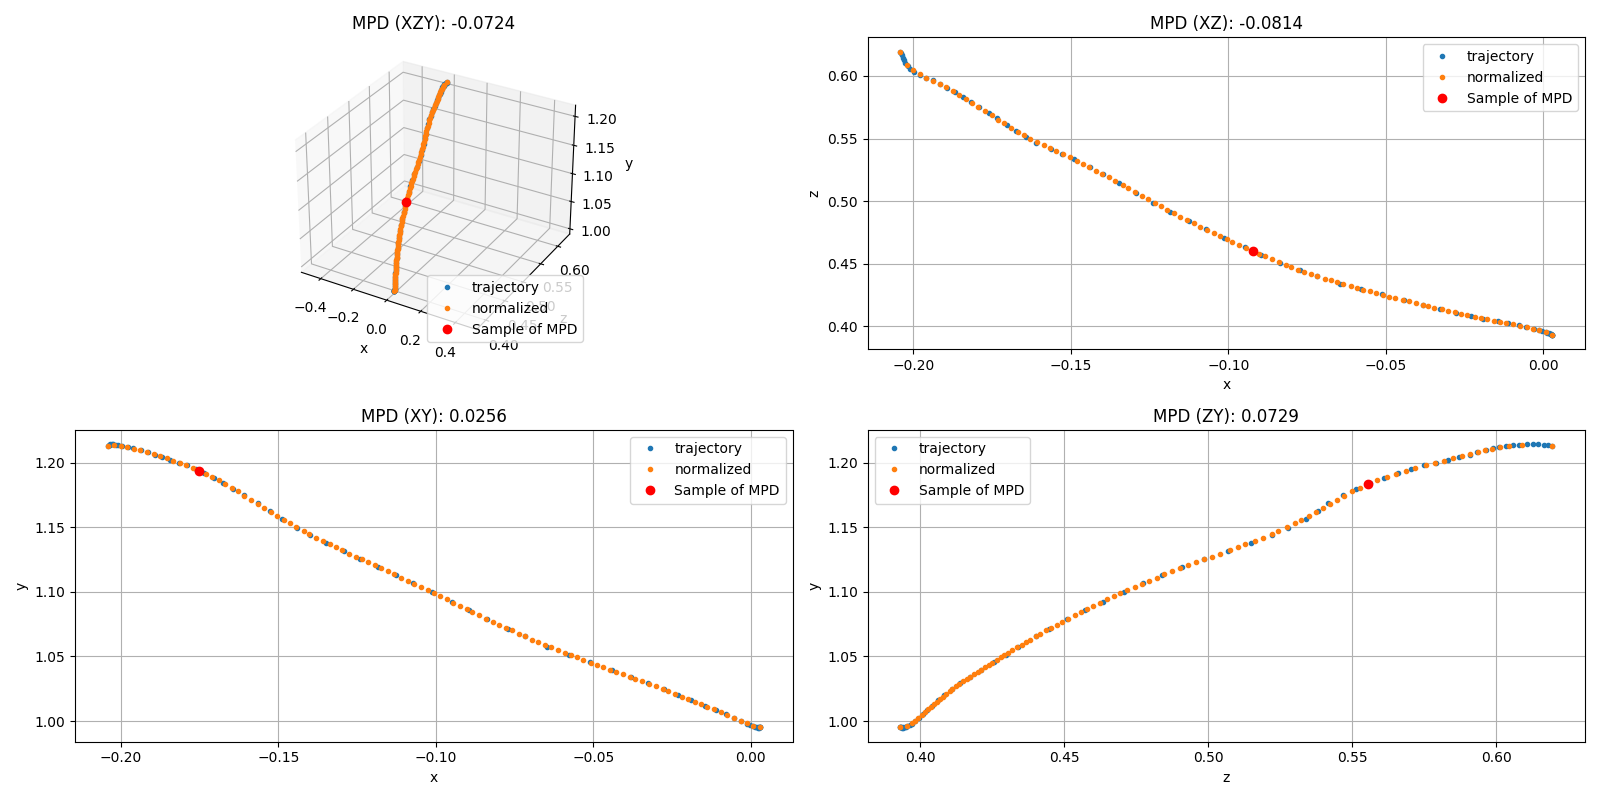 MPD (XZY): -0.0724
1.20
1.15
y
1.10
1.05
1.00
0.60
0.55
0.50
z
0.45
0.40
−0.4
−0.2
0.0
0.2
0.4
x
trajectory
normalized
Sample of MPD
MPD (XZ): -0.0814
trajectory
normalized
Sample of MPD
0.60
0.55
0.50
0.45
0.40
z
−0.20
−0.15
−0.10
−0.05
0.00
x
MPD (XY): 0.0256
trajectory
normalized
Sample of MPD
1.20
1.15
1.10
1.05
1.00
y
−0.20
−0.15
−0.10
−0.05
0.00
x
MPD (ZY): 0.0729
trajectory
normalized
Sample of MPD
1.20
1.15
1.10
1.05
1.00
y
0.40
0.45
0.50
0.55
0.60
z